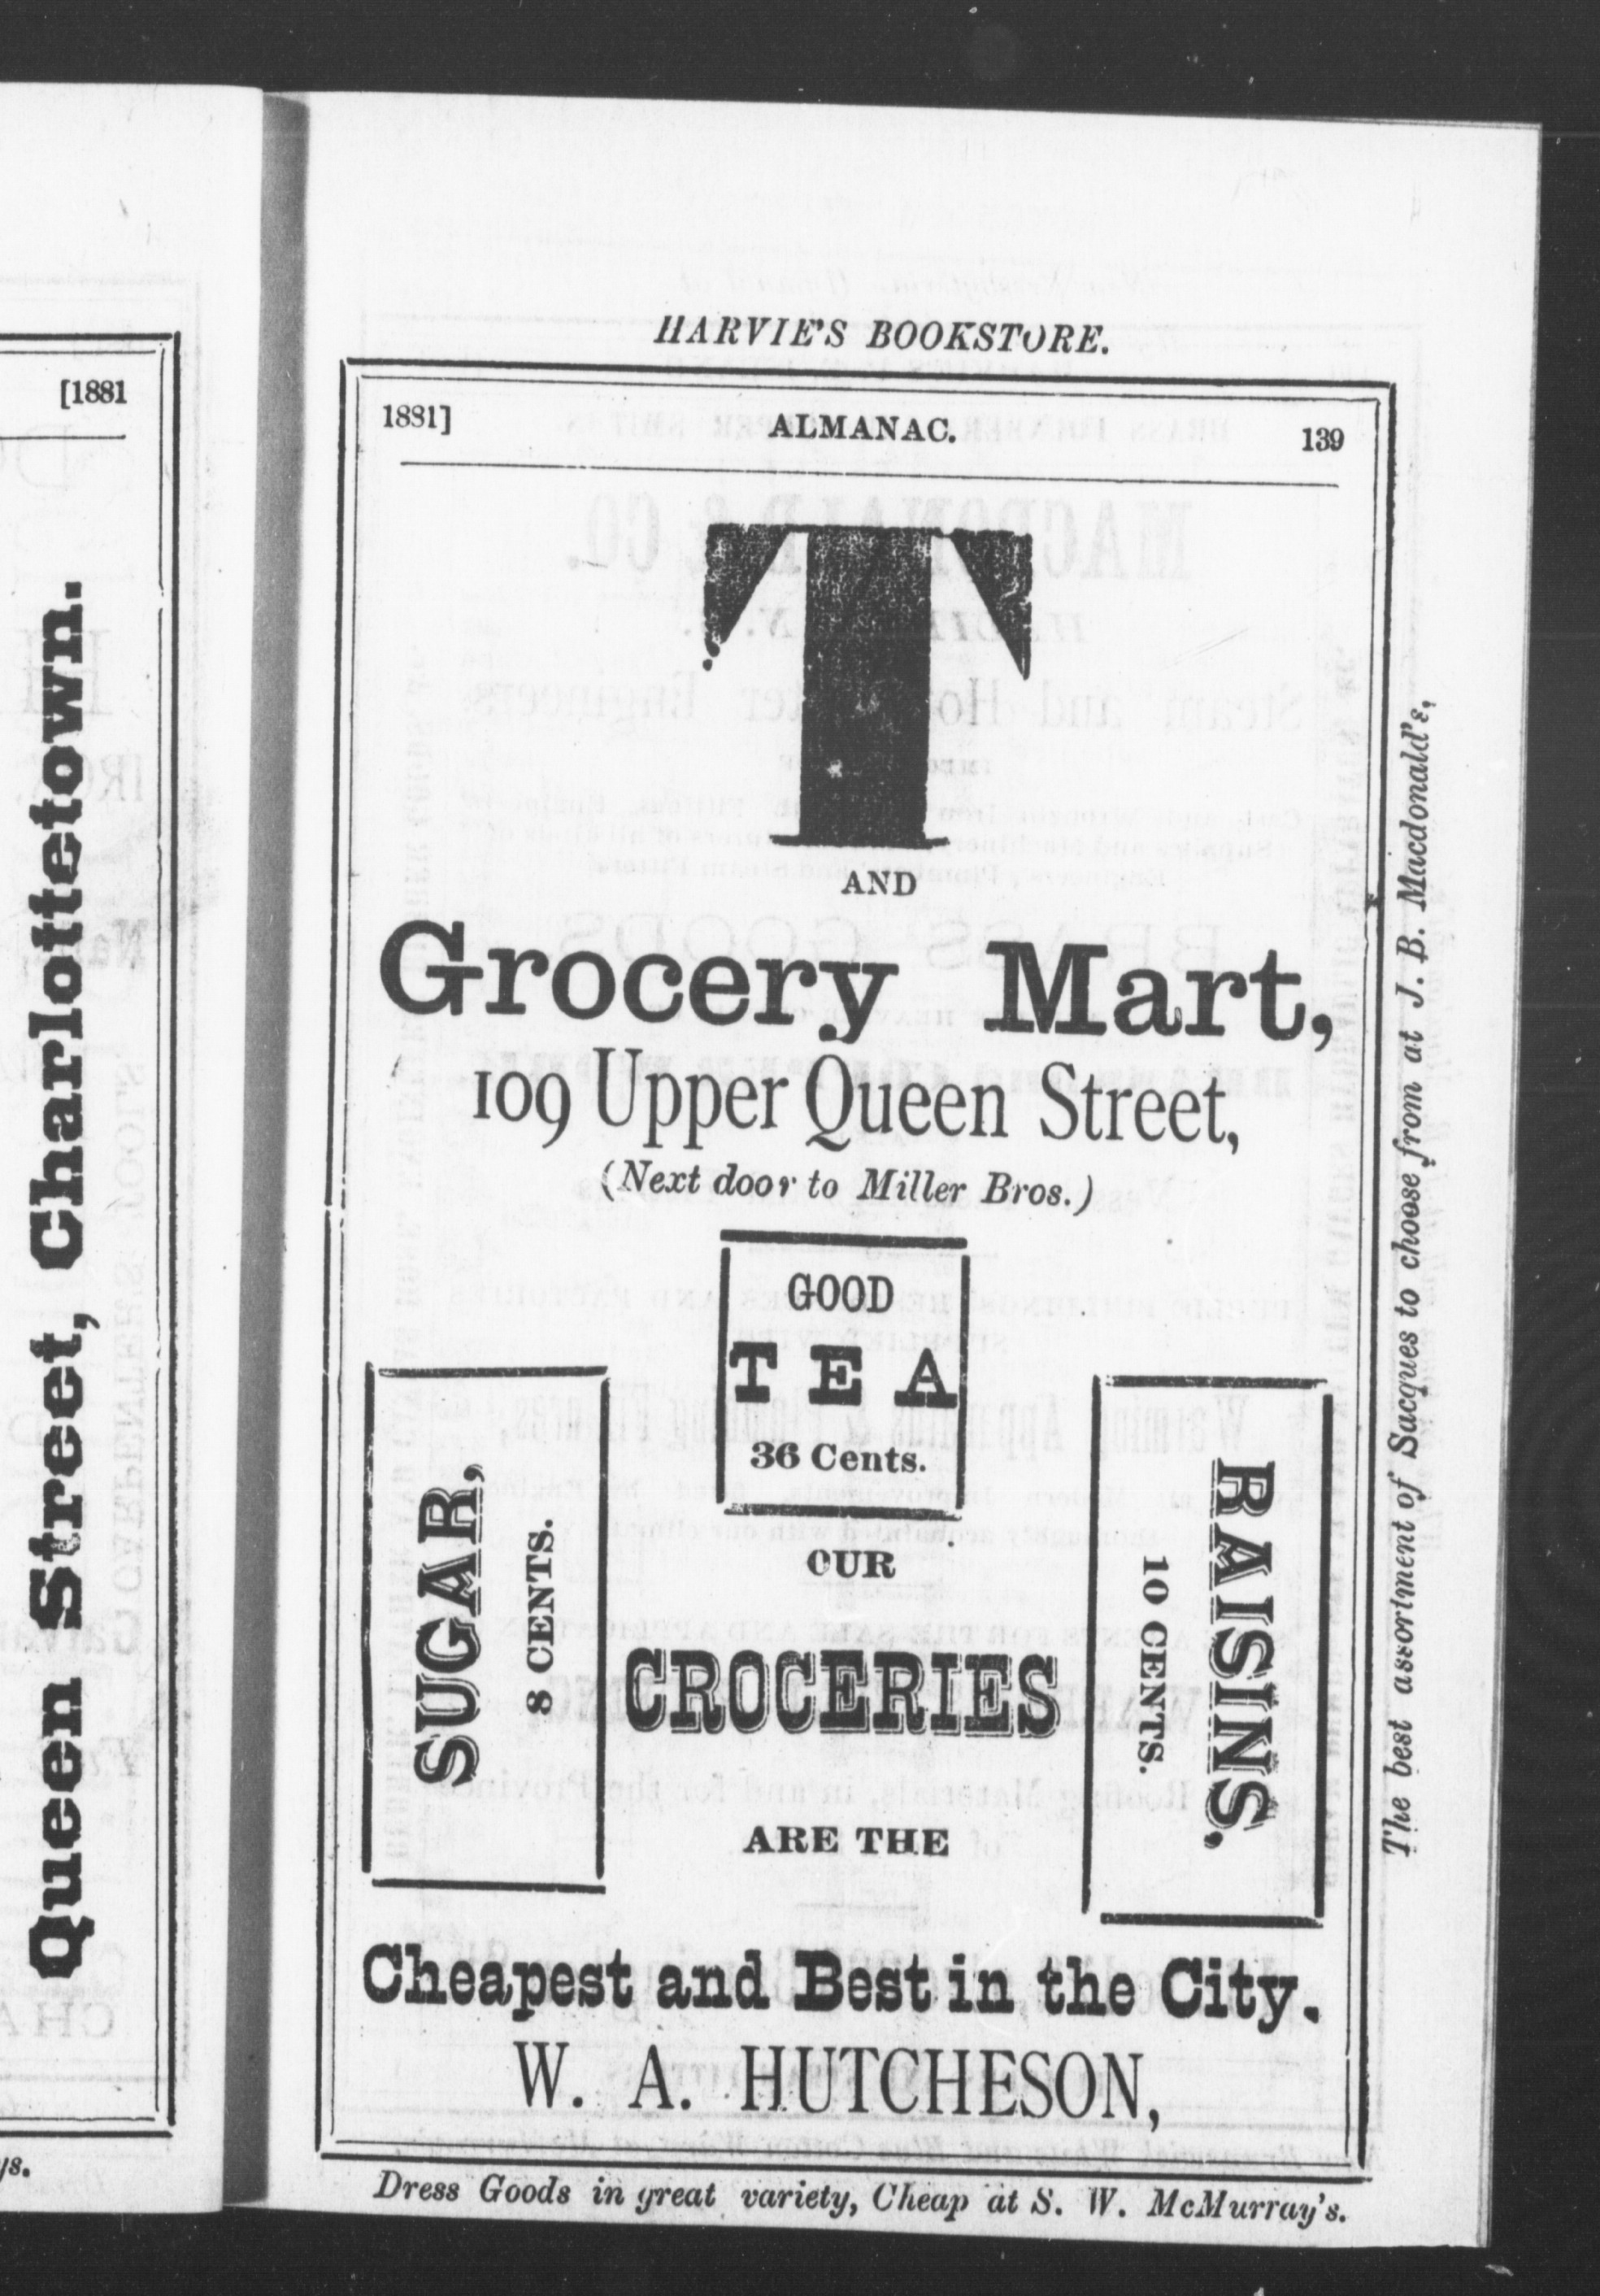 [1881
Queen Street, Charlottetown.
HARVIE'S BOOKSTORE.
1881]
ALMANAC.
139
T
AND
Grocery Mart,
109 Upper Queen Street,
(Next door to Miller Bros.)
GOOD
TEA
36 Cents.
SUGAR,
8 CENTS.
OUR
CROCERIES
ARE THE
RAISINS.
10 CENTS.
Cheapest and Best in the City.
W. A. HUTCHESON,
Dress Goods in great variety, Cheap at S. W. McMurray's.
The best assortment of Sacques to choose from at J. B. Macdonald's,